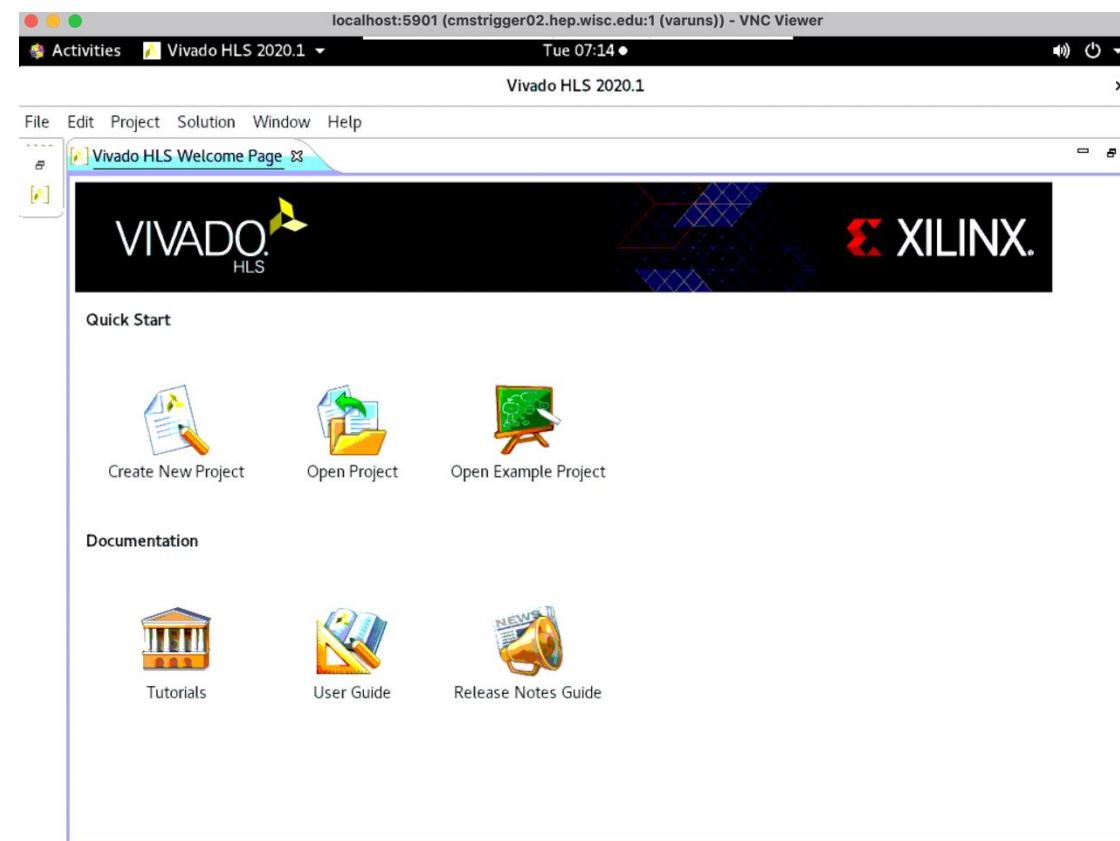 localhost:5901 (cmstrigger02.hep.wisc.edu:1 (varuns)) - VNC Viewer
Activities Vivado HLS 2020.1 Tue 07:14
Vivado HLS 2020.1
File Edit Project Solution Window Help
Vivado HLS Welcome Page
VIVADO. HLS XILINX.
Quick Start
Create New Project Open Project Open Example Project
Documentation
NEWS
Tutorials User Guide Release Notes Guide